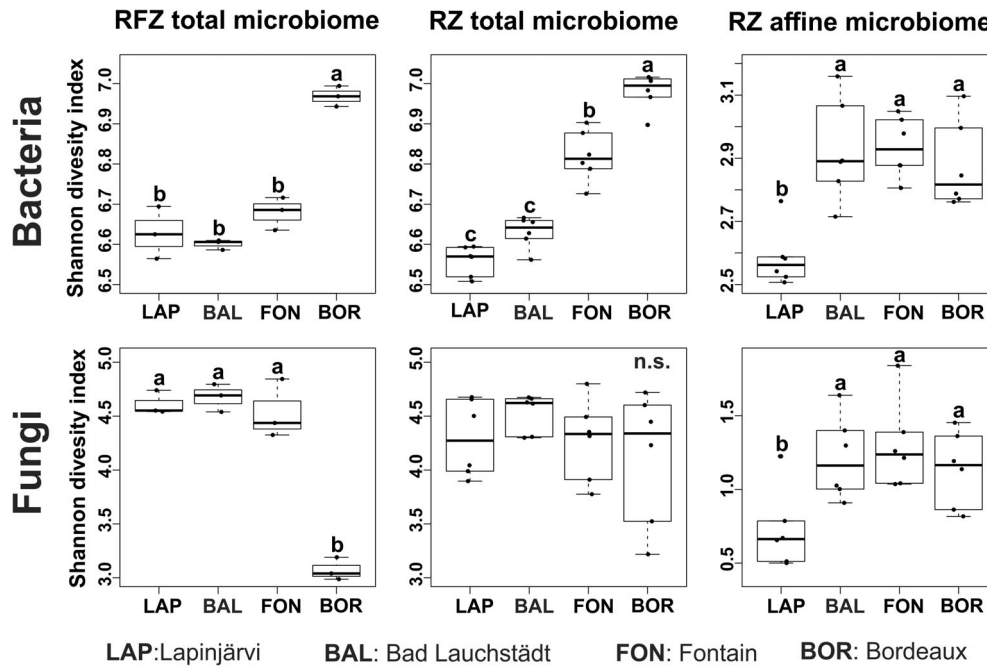 RFZ total microbiome RZ total microbiome RZ affine microbiome
Bacteria
Shannon divesity index
7.0
6.9
6.8
6.7
6.6
6.5
b b b a
LAP BAL FON BOR
7.0
6.9
6.8
6.7
6.6
6.5
c c b a
LAP BAL FON BOR
3.1
2.9
2.7
2.5
b a a a
LAP BAL FON BOR
Fungi
Shannon divesity index
5.0
4.5
4.0
3.5
3.0
a a a b
LAP BAL FON BOR
5.0
4.5
4.0
3.5
3.0
n.s.
LAP BAL FON BOR
1.5
1.0
0.5
b a a a
LAP BAL FON BOR
LAP:Lapinjärvi BAL: Bad Lauchstädt FON: Fontain BOR: Bordeaux